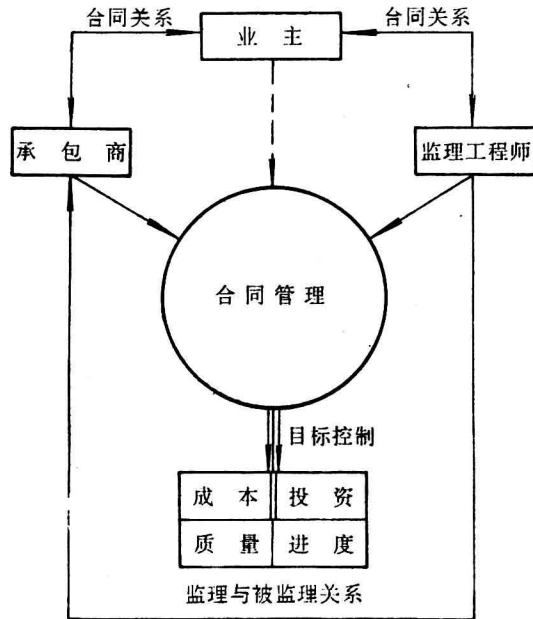 合同关系
合同关系
业主
承包商
监理工程师
合同管理
目标控制
成本
投资
质量
进度
监理与被监理关系